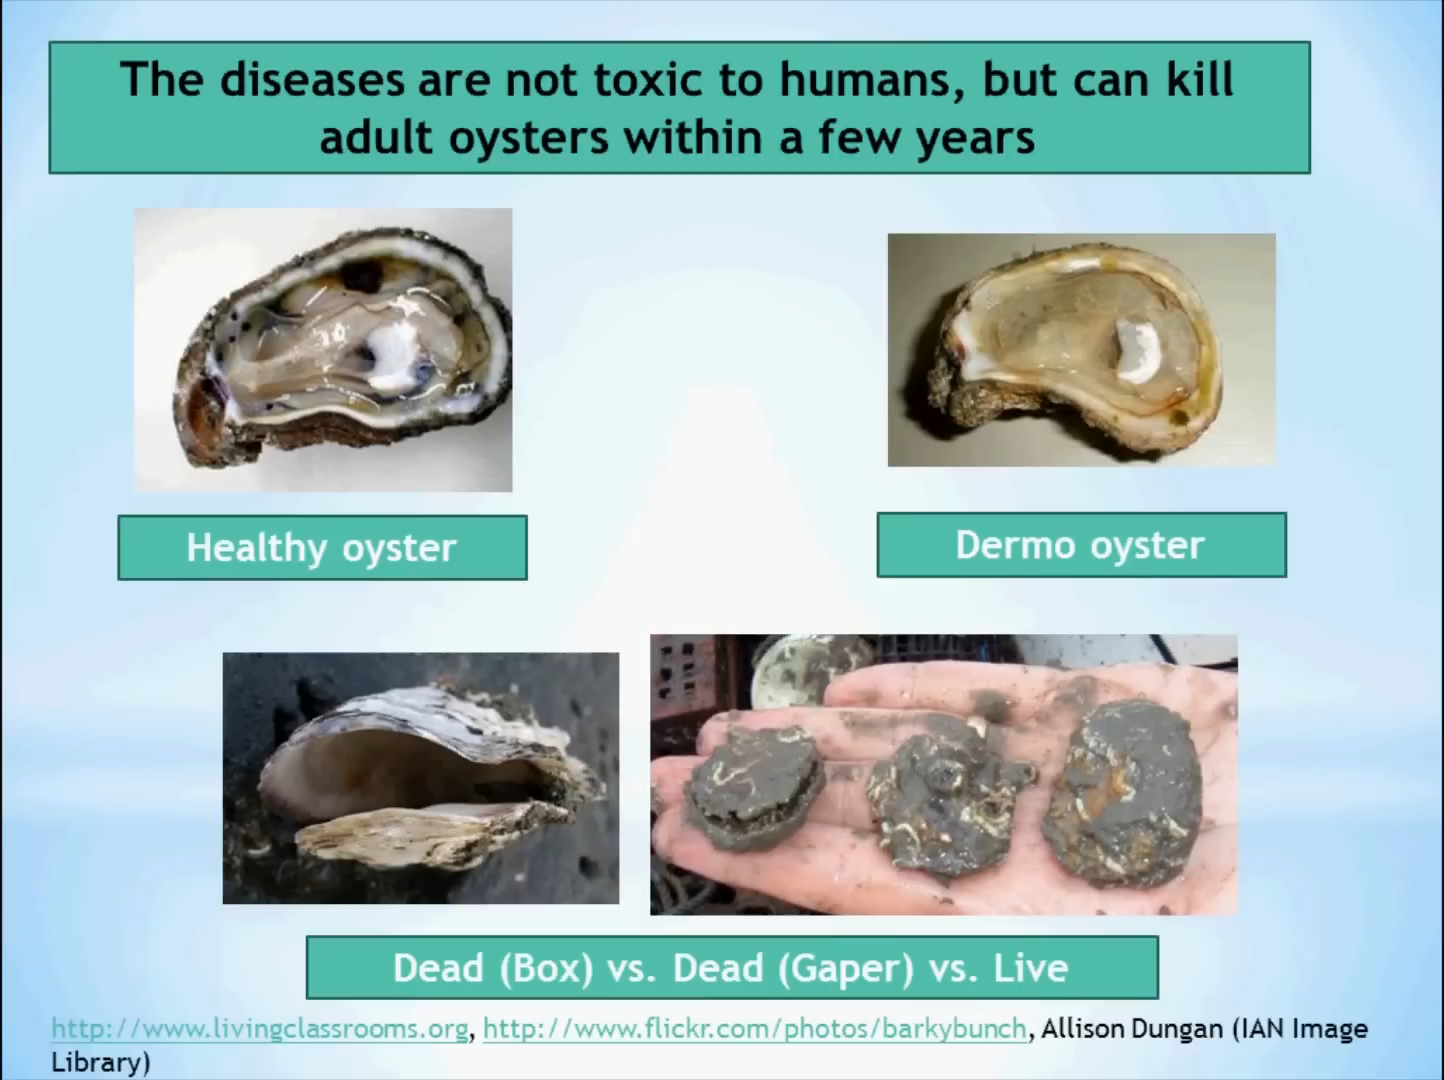 The diseases are not toxic to humans, but can kill
adult oysters within a few years
Healthy oyster
Dermo oyster
Dead (Box) vs. Dead (Gaper) vs. Live
http://www.livingclassrooms.org, http://www.flickr.com/photos/barkybunch, Allison Dungan (IAN Image
Library)